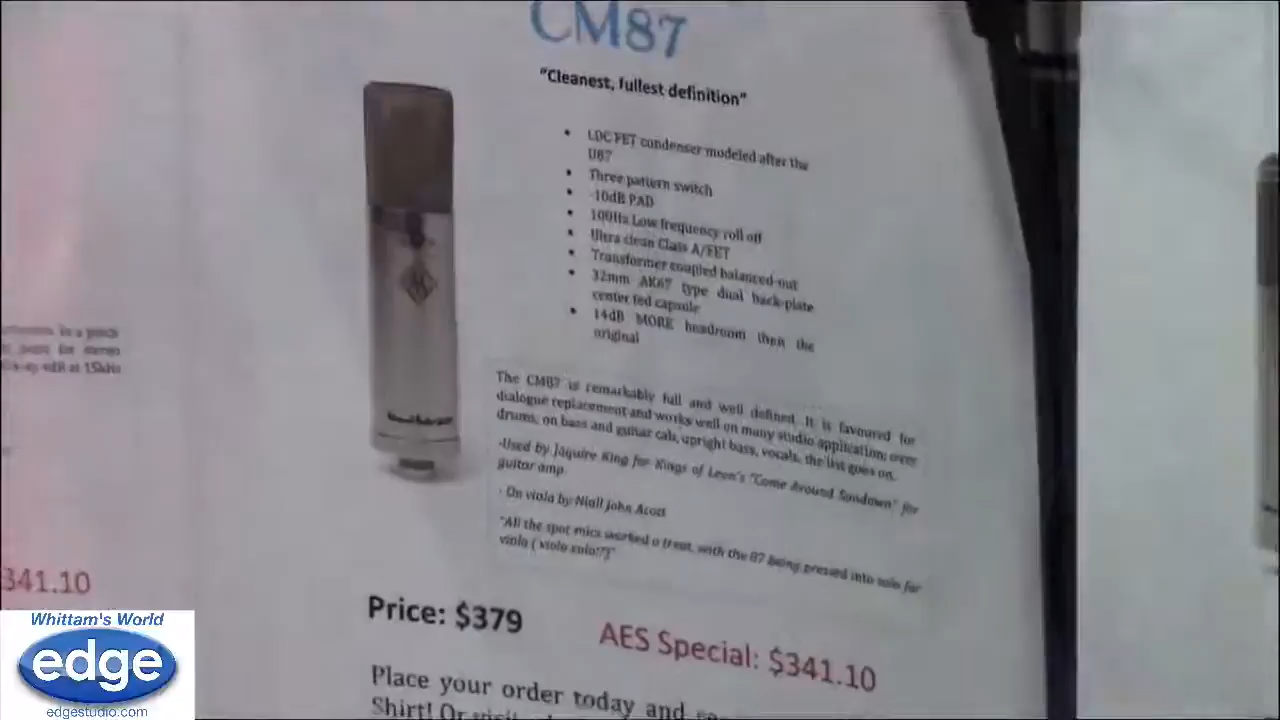 CM87
"Cleanest, fullest definition"
• LDC FET condenser modeled after the
U87
• Three pattern switch
• -10dB PAD
• 100Hz Low frequency roll off
• Ultra clean Class A/FET
• Transformer coupled balanced out
• 32mm AK67 type dual back-plate
center fed capsule
• 14dB MORE headroom then the
original
The CM87 is remarkably full and well defined. It is favoured for
dialogue replacement and works well on many studio application; over
drums, on bass and guitar cab, upright bass, vocals, the list goes on.
-Used by Jaquire King for Kings of Leon's "Come Around Sundown" for
guitar amp
- On viola by Niall John Acott
"All the spot mics worked a treat, with the 87 being pressed into solo for
viola ( viola solo!?)"
341.10
Price: $379
AES Special: $341.10
Place your order today and
Shirt! Or
Whittam's World
edge
edgestudio.com